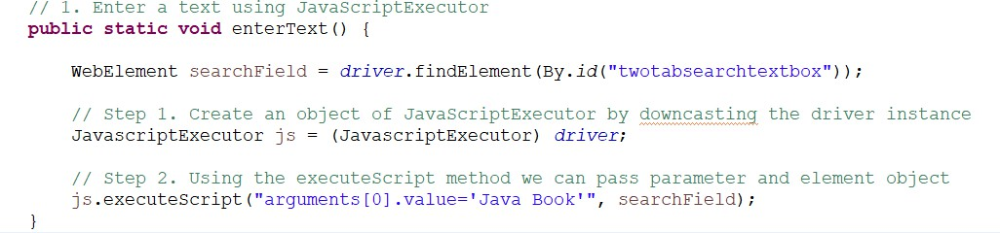 // 1. Enter a text using JavaScriptExecutor
public static void enterText() {
WebElement searchField = driver.findElement(By.id("twotabsearchtextbox"));
// Step 1. Create an object of JavaScriptExecutor by downcasting the driver instance
JavascriptExecutor js = (JavascriptExecutor) driver;
// Step 2. Using the executeScript method we can pass parameter and element object
js.executeScript("arguments[0].value='Java Book'", searchField);
}